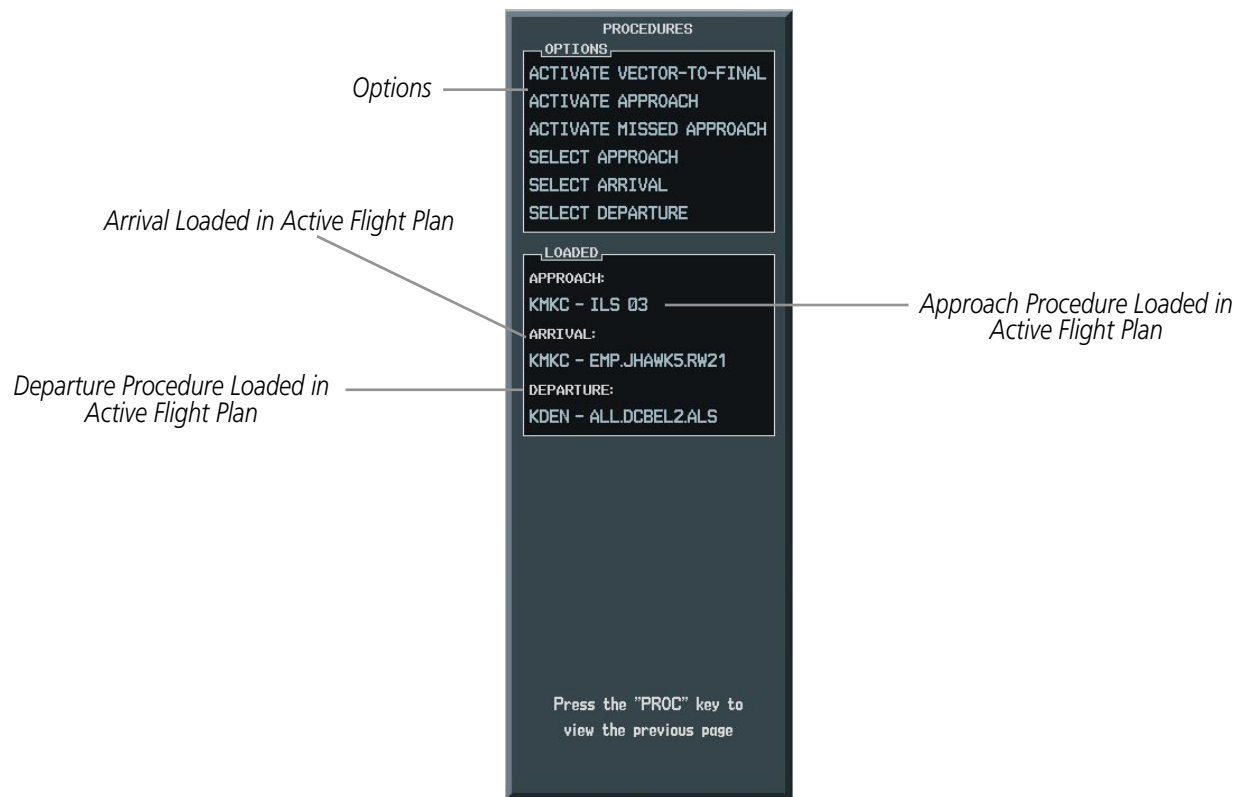 PROCEDURES
OPTIONS
ACTIVATE VECTOR-TO-FINAL
ACTIVATE APPROACH
ACTIVATE MISSED APPROACH
SELECT APPROACH
SELECT ARRIVAL
SELECT DEPARTURE
Options
Arrival Loaded in Active Flight Plan
LOADED
APPROACH:
KMKC - ILS 03
Approach Procedure Loaded in
Active Flight Plan
ARRIVAL:
KMKC - EMP.JHAWK5.RW21
Departure Procedure Loaded in
Active Flight Plan
DEPARTURE:
KDEN - ALL.DCBEL2.ALS
Press the "PROC" key to
view the previous page